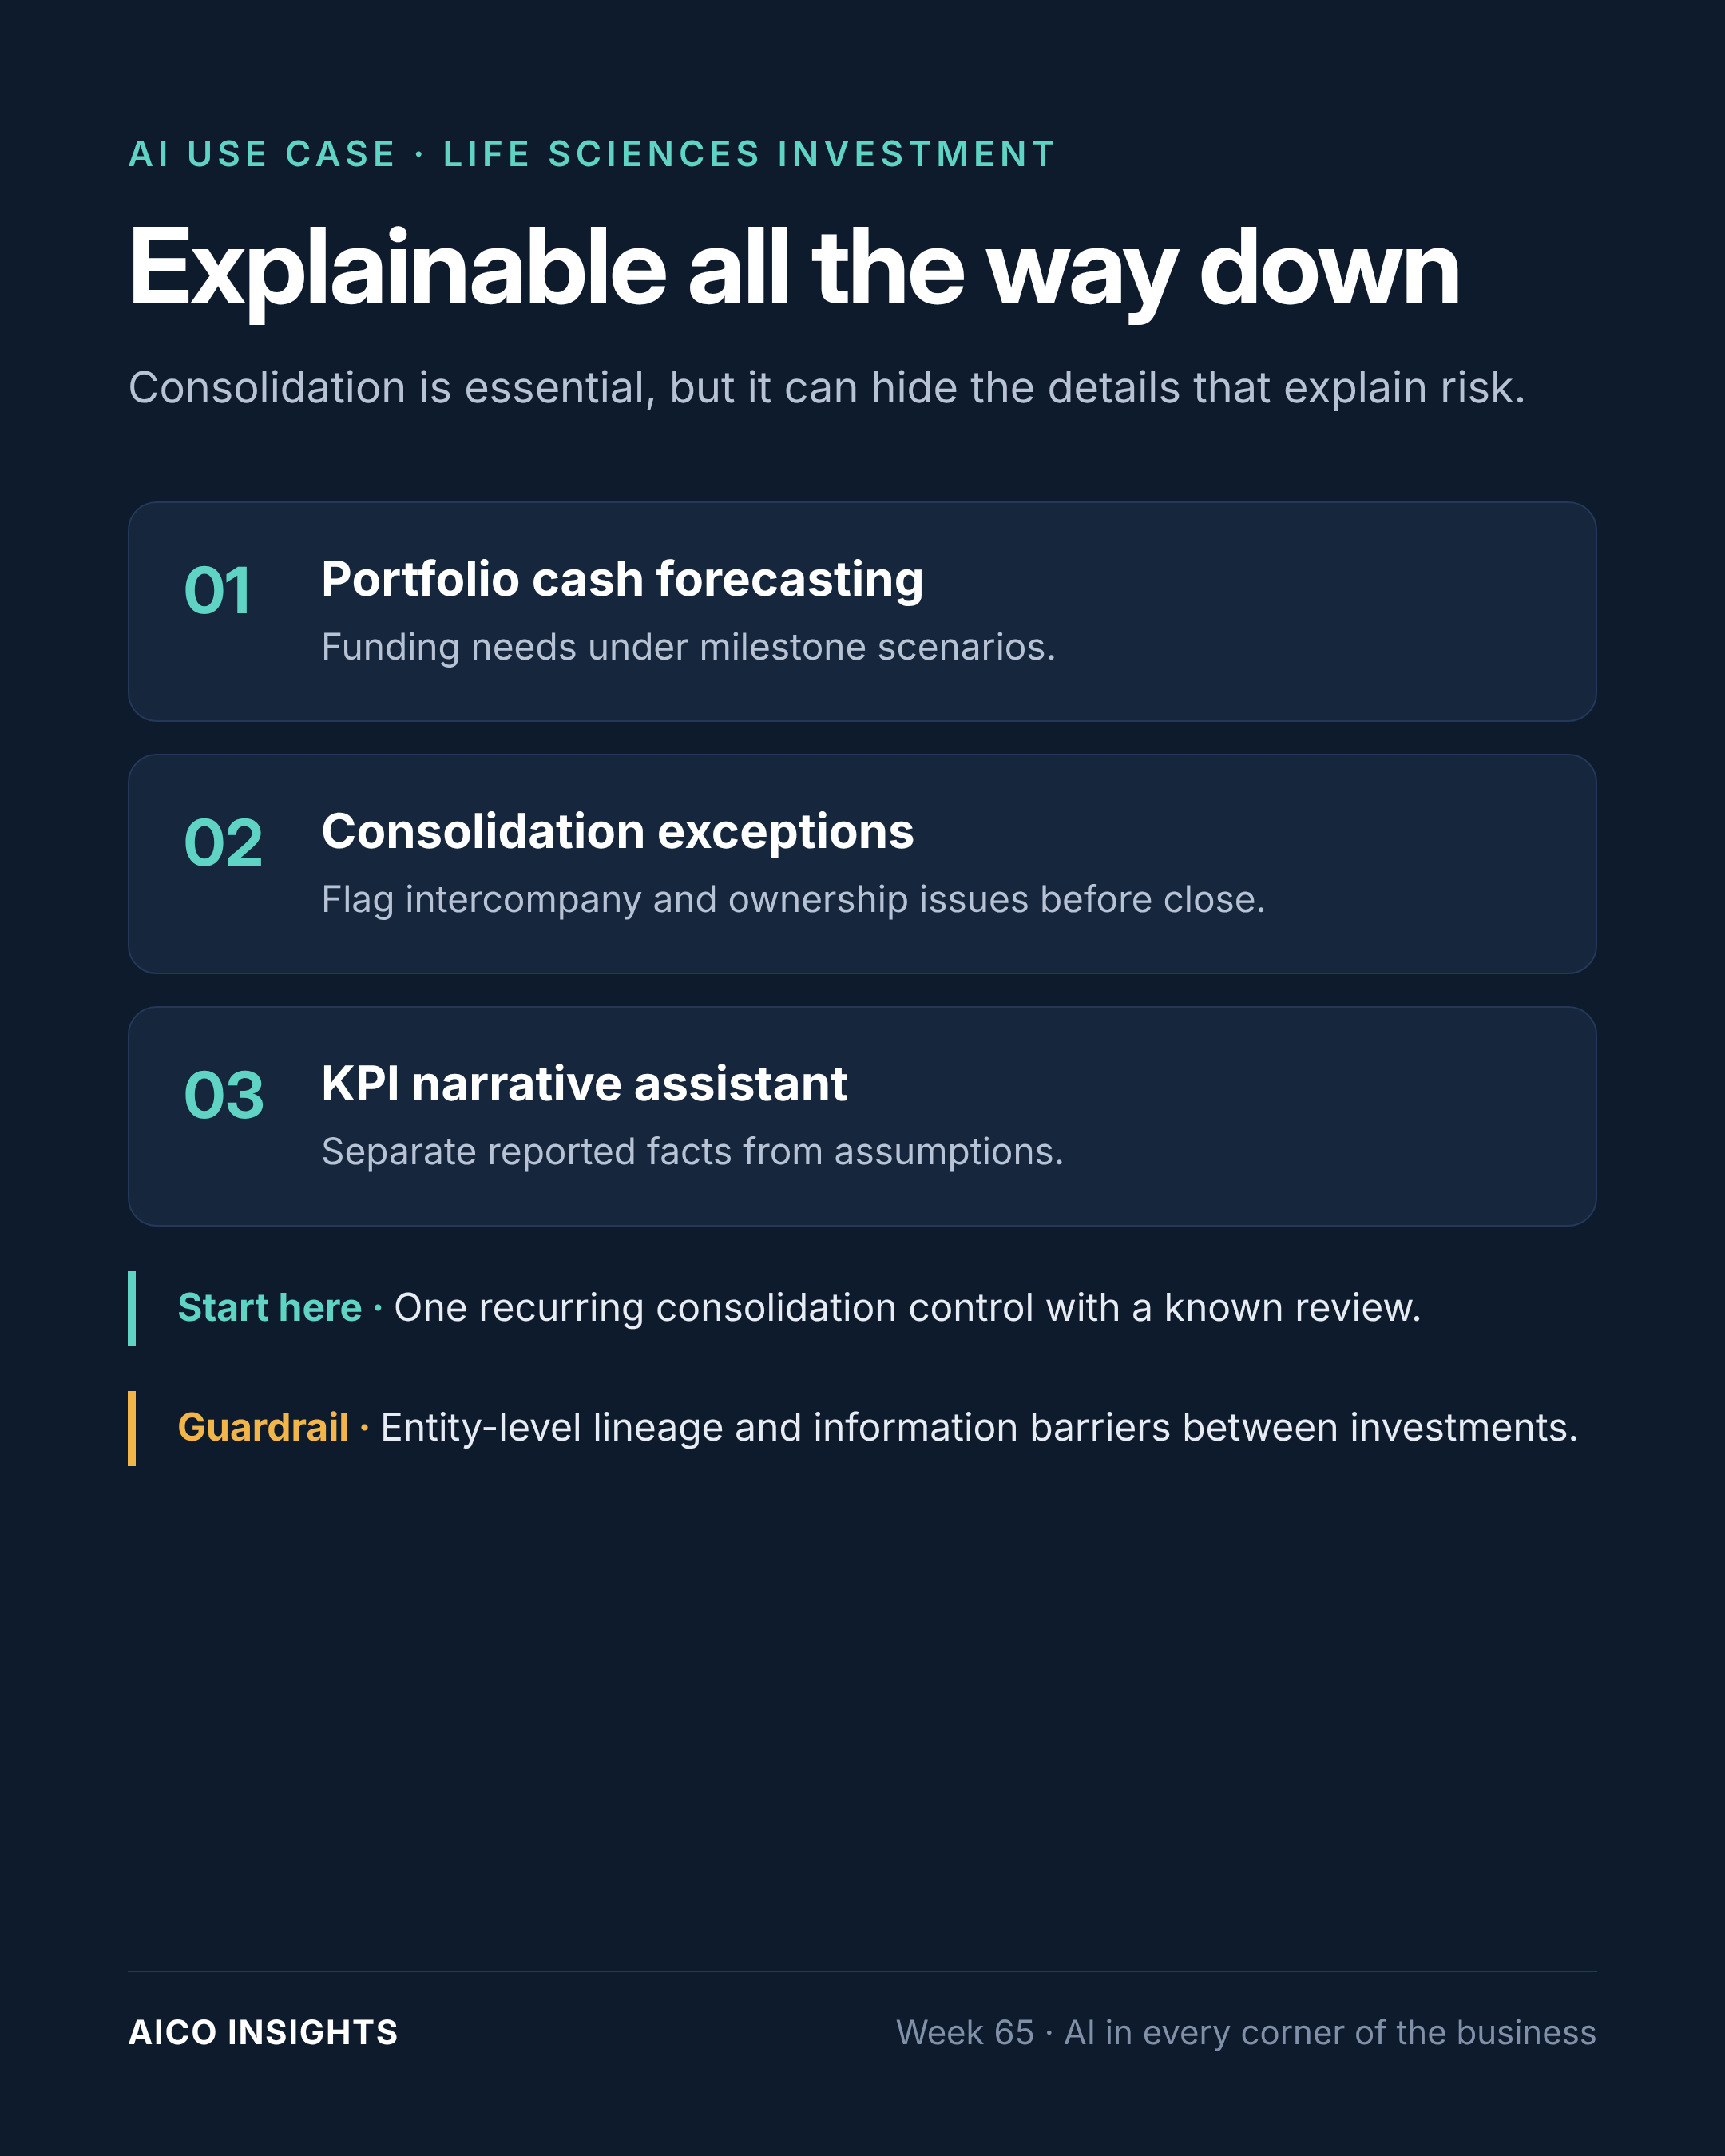 AI USE CASE · LIFE SCIENCES INVESTMENT
Explainable all the way down
Consolidation is essential, but it can hide the details that explain risk.
01
Portfolio cash forecasting
Funding needs under milestone scenarios.
02
Consolidation exceptions
Flag intercompany and ownership issues before close.
03
KPI narrative assistant
Separate reported facts from assumptions.
Start here · One recurring consolidation control with a known review.
Guardrail · Entity-level lineage and information barriers between investments.
AICO INSIGHTS
Week 65 · AI in every corner of the business